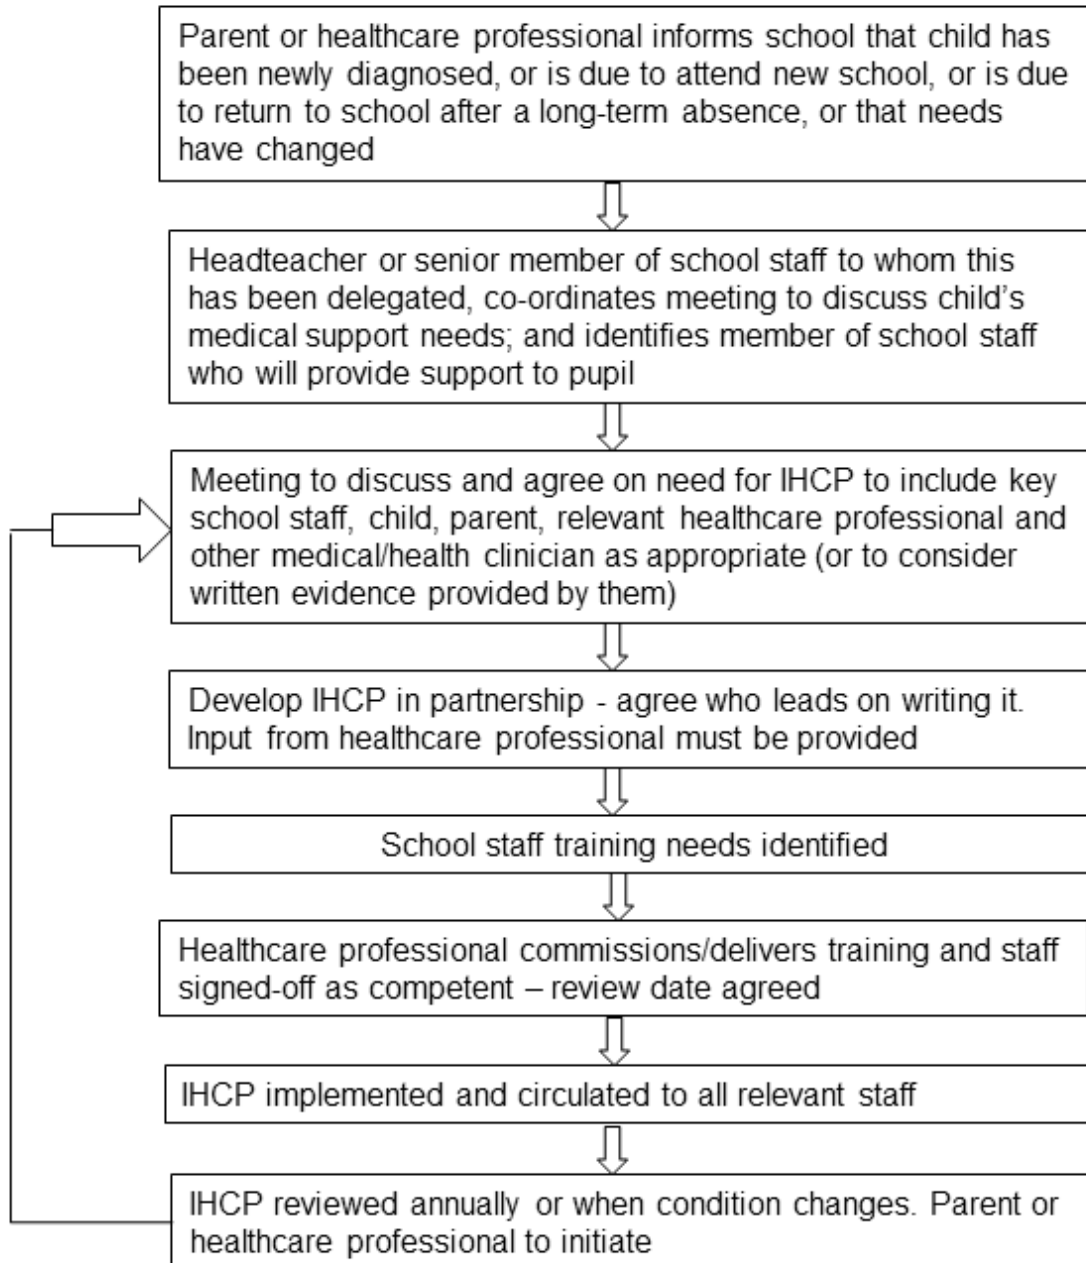 Parent or healthcare professional informs school that child has
been newly diagnosed, or is due to attend new school, or is due
to return to school after a long-term absence, or that needs
have changed
Headteacher or senior member of school staff to whom this
has been delegated, co-ordinates meeting to discuss child’s
medical support needs; and identifies member of school staff
who will provide support to pupil
Meeting to discuss and agree on need for IHCP to include key
school staff, child, parent, relevant healthcare professional and
other medical/health clinician as appropriate (or to consider
written evidence provided by them)
Develop IHCP in partnership - agree who leads on writing it.
Input from healthcare professional must be provided
School staff training needs identified
Healthcare professional commissions/delivers training and staff
signed-off as competent – review date agreed
IHCP implemented and circulated to all relevant staff
IHCP reviewed annually or when condition changes. Parent or
healthcare professional to initiate